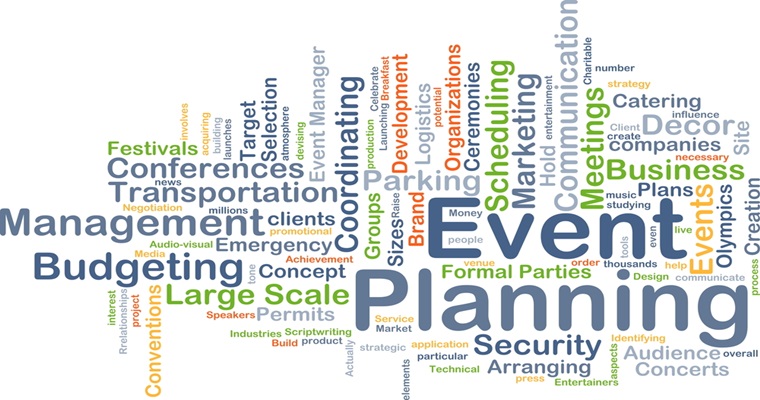 Event
Planning
Management
Budgeting
Coordinating
Communication
Marketing
Scheduling
Meetings
Business
Decor
Security
Large Scale
Transportation
Conferences
Festivals
Parking
Emergency
Concept
Formal Parties
Arranging
Audience
Concerts
Events
Olympics
Creation
Site
Catering
companies
Plans
clients
Groups
Sizes
Brand
Raise
Development
Logistics
Organizations
Ceremonies
Event Manager
Target
Selection
Conventions
Permits
Hold
entertainment
Charitable
number
strategy
influence
Client
create
necessary
music
studying
live
even
tools
order
thousands
help
Design
communicate
process
Money
people
venue
potential
Breakfast
Launching
Celebrate
production
devising
atmosphere
launches
building
acquiring
involves
news
Negotiation
millions
promotional
Audio-visual
Media
Achievement
tone
interest
Rrelationships
project
Speakers
Industries
Scriptwriting
Build
product
Actually
strategic
Service
Market
application
particular
Technical
elements
press
Entertainers
aspects
Identifying
overall